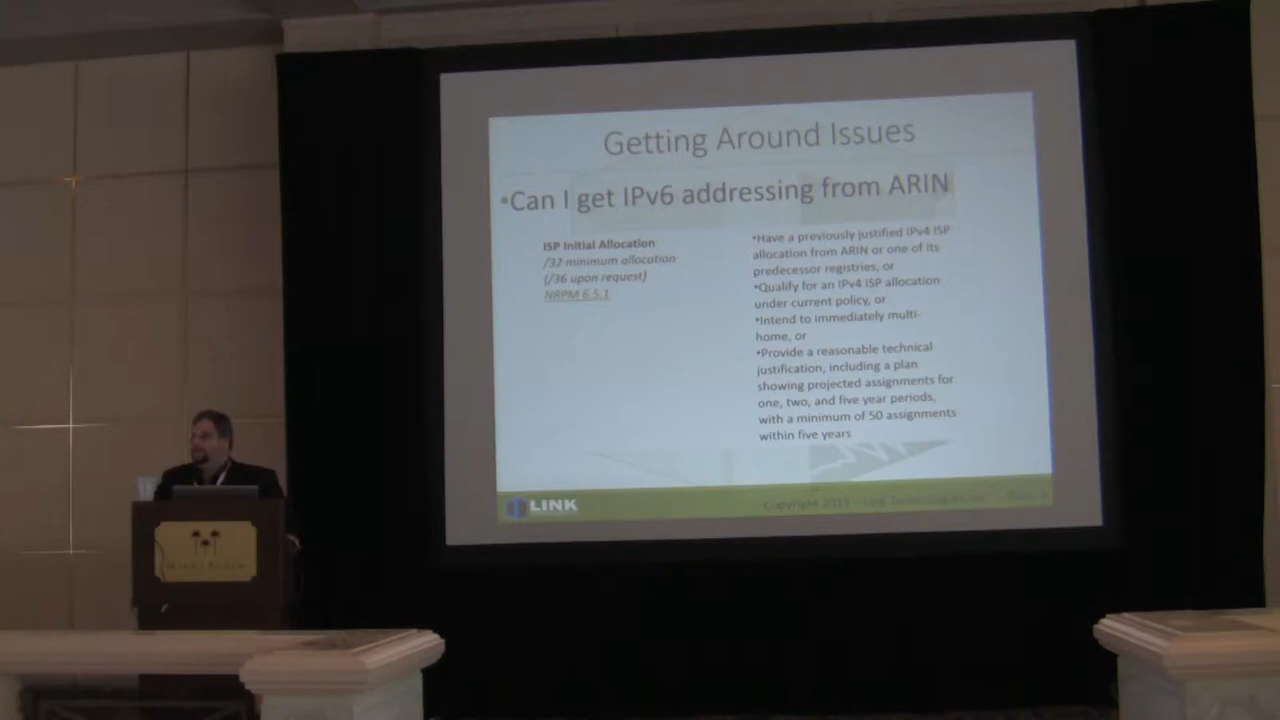 Getting Around Issues
•Can I get IPv6 addressing from ARIN
ISP Initial Allocation
/32 minimum allocation
(/36 upon request)
NRPM 6.5.1
•Have a previously justified IPv4 ISP
allocation from ARIN or one of its
predecessor registries, or
•Qualify for an IPv4 ISP allocation
under current policy, or
•Intend to immediately multi-
home, or
•Provide a reasonable technical
justification, including a plan
showing projected assignments for
one, two, and five year periods,
with a minimum of 50 assignments
within five years
LINK
Copyright 2015 - Link Technologies